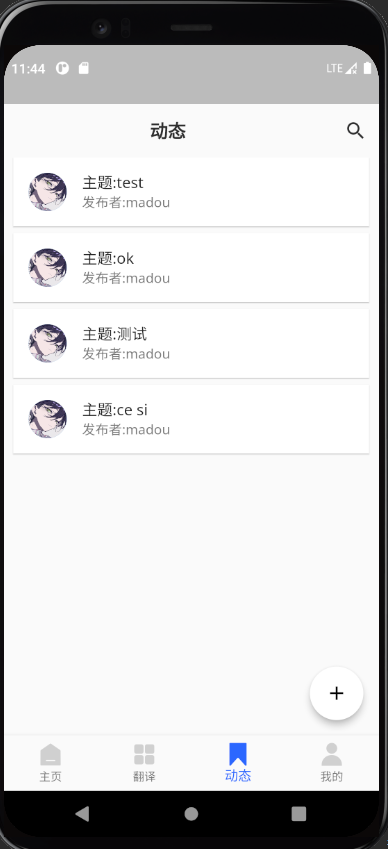 11:44
LTE
动态
主题:test
发布者:madou
主题:ok
发布者:madou
主题:测试
发布者:madou
主题:ce si
发布者:madou
+
主页
翻译
动态
我的